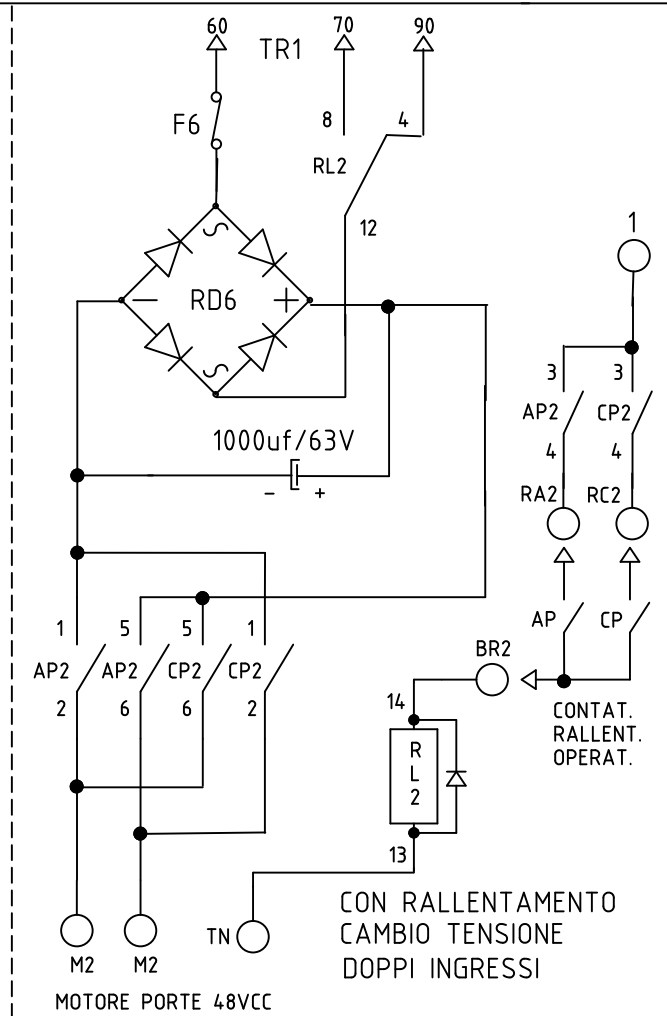 60
70
90
TR1
F6
8
4
RL2
12
1
S
- RD6 +
S
3
3
AP2
CP2
4
4
1000uf/63V
- +
RA2
RC2
1
5
5
1
AP
CP
AP2
AP2
CP2
CP2
BR2
2
6
6
2
14
CONTAT.
RALLENT.
OPERAT.
R
L
2
13
TN
CON RALLENTAMENTO
CAMBIO TENSIONE
DOPPI INGRESSI
M2
M2
MOTORE PORTE 48VCC